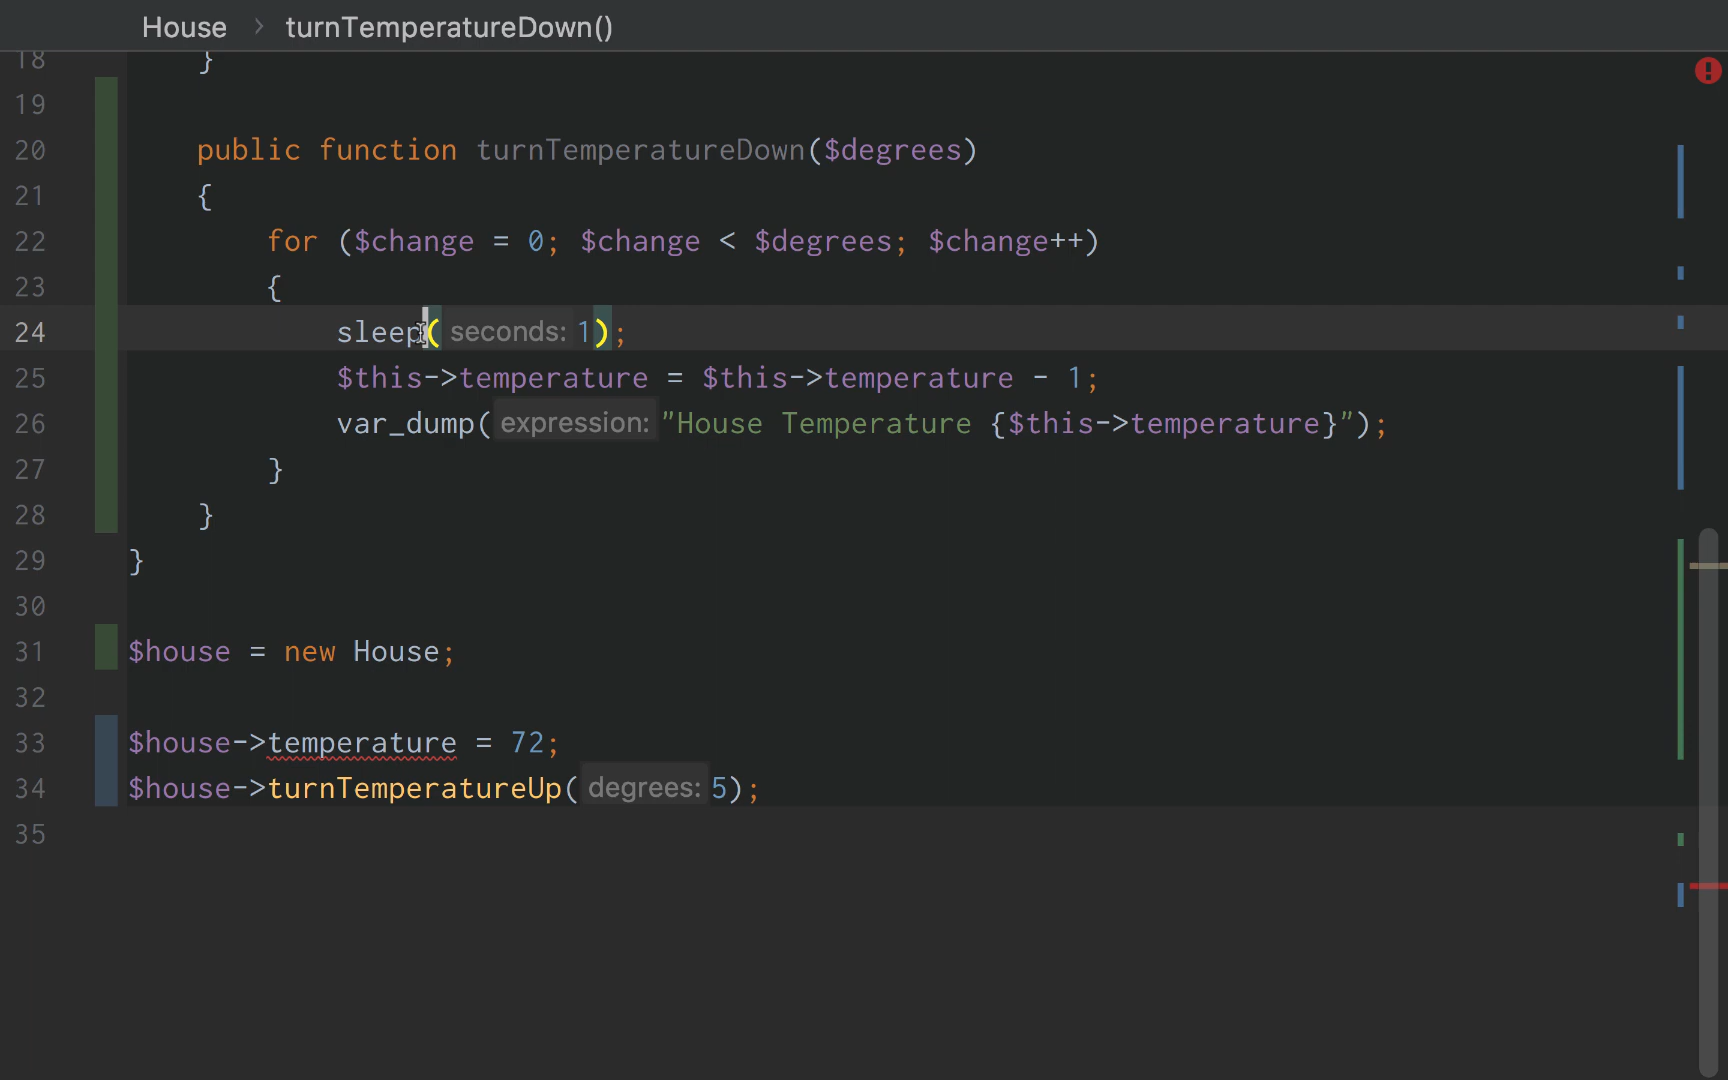 House > turnTemperatureDown()
18 }
19
20 public function turnTemperatureDown($degrees)
21 {
22 for ($change = 0; $change < $degrees; $change++)
23 {
24 sleep( seconds: 1);
25 $this->temperature = $this->temperature - 1;
26 var_dump( expression: "House Temperature {$this->temperature}");
27 }
28 }
29 }
30
31 $house = new House;
32
33 $house->temperature = 72;
34 $house->turnTemperatureUp( degrees: 5);
35